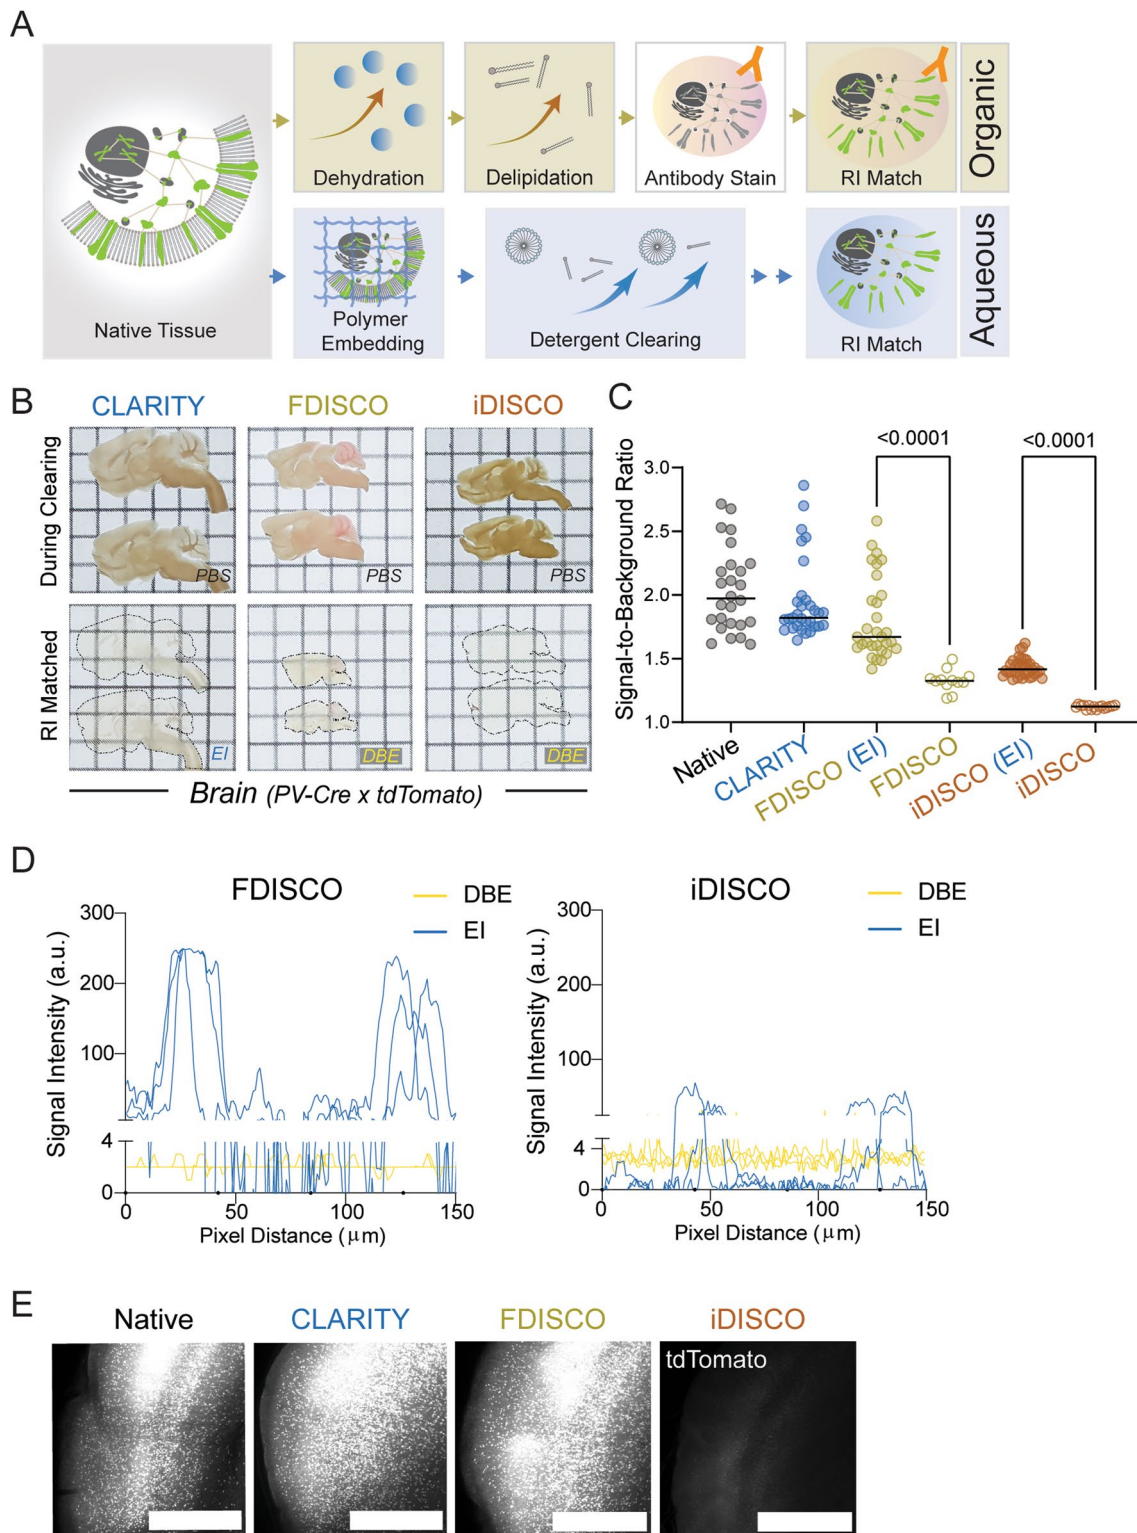 A
Native Tissue
Dehydration
Delipidation
Antibody Stain
RI Match
Organic
Polymer
Embedding
Detergent Clearing
RI Match
Aqueous
B
CLARITY
FDISCO
iDISCO
During Clearing
PBS
PBS
PBS
RI Matched
EI
DBE
DBE
Brain (PV-Cre x tdTomato)
C
<0.0001
<0.0001
Signal-to-Background Ratio
3.0
2.5
2.0
1.5
1.0
Native
CLARITY
FDISCO (EI)
FDISCO
iDISCO (EI)
iDISCO
D
FDISCO
DBE
EI
Signal Intensity (a.u.)
300
200
100
4
0
0
50
100
150
Pixel Distance (μm)
iDISCO
DBE
EI
Signal Intensity (a.u.)
300
200
100
4
0
0
50
100
150
Pixel Distance (μm)
E
Native
CLARITY
FDISCO
iDISCO
tdTomato